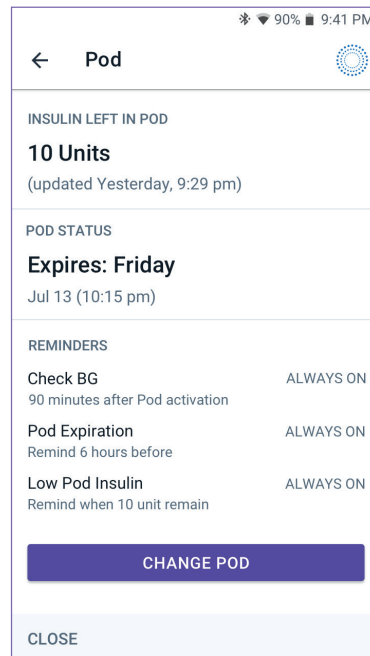 90% 9:41 PM
Pod
INSULIN LEFT IN POD
10 Units
(updated Yesterday, 9:29 pm)
POD STATUS
Expires: Friday
Jul 13 (10:15 pm)
REMINDERS
Check BG ALWAYS ON
90 minutes after Pod activation
Pod Expiration ALWAYS ON
Remind 6 hours before
Low Pod Insulin ALWAYS ON
Remind when 10 unit remain
CHANGE POD
CLOSE